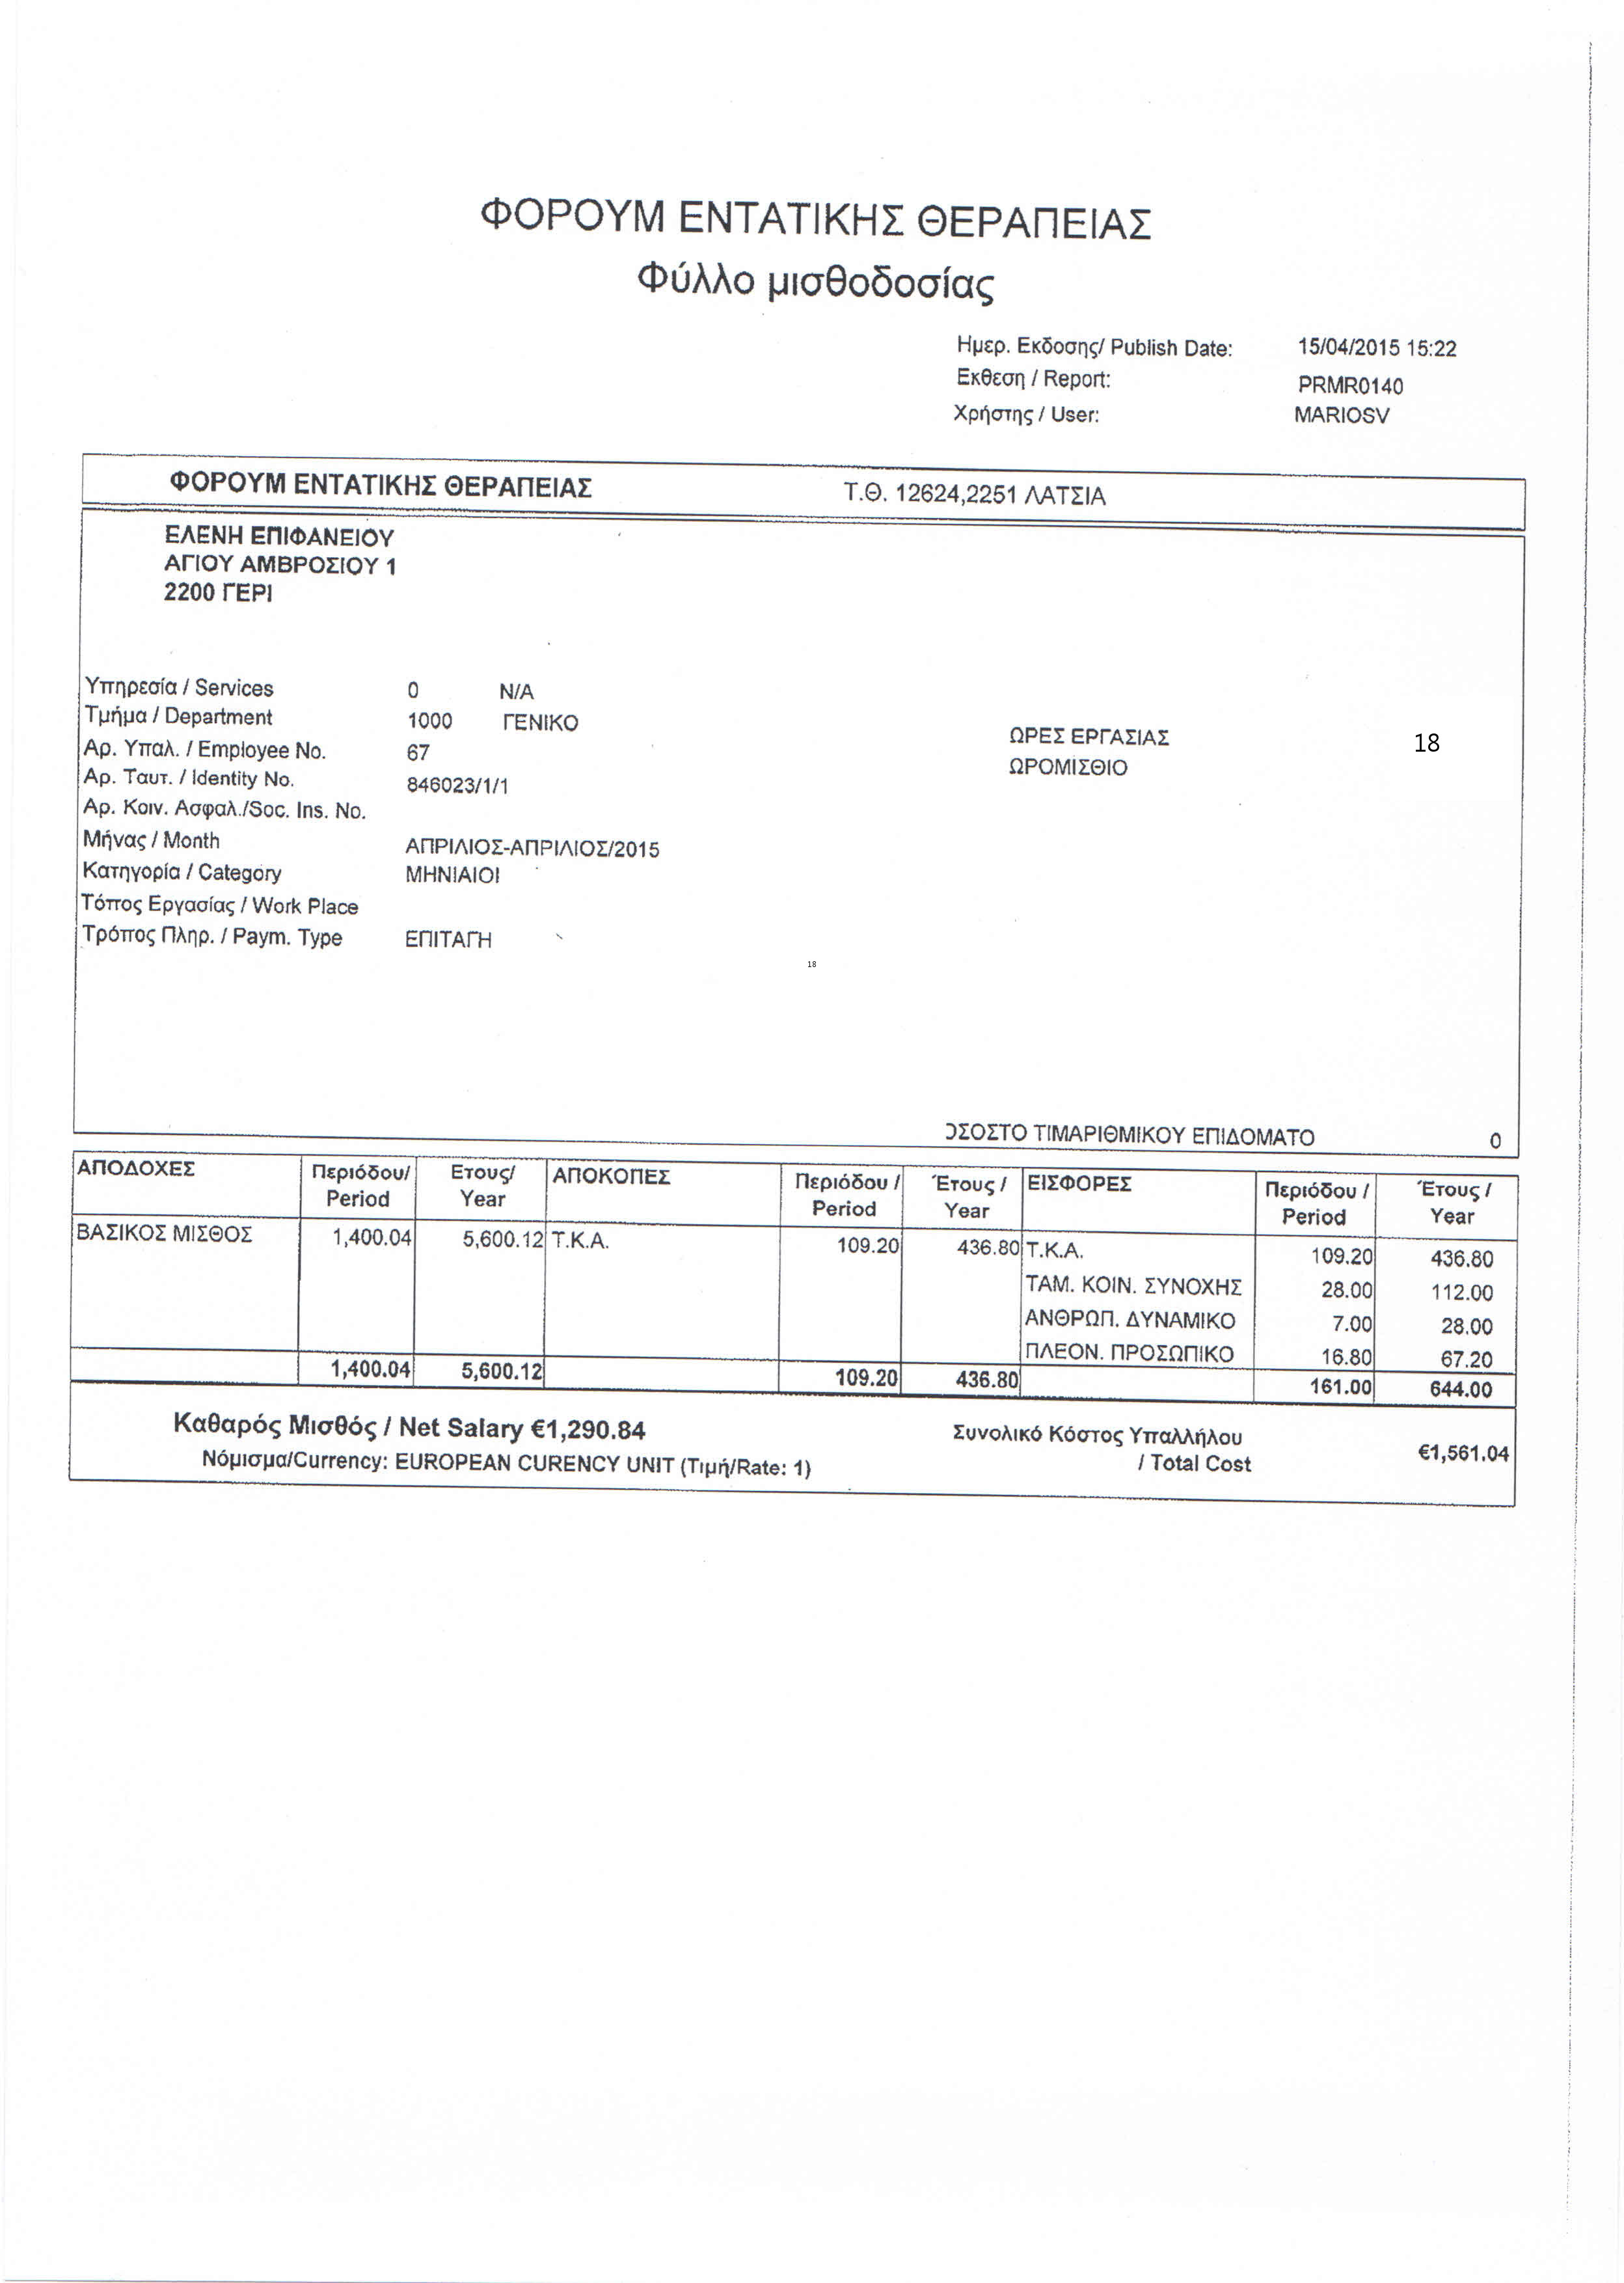 ΦΟΡΟΥΜ ΕΝΤΑΤΙΚΗΣ ΘΕΡΑΠΕΙΑΣ
Φύλλο μισθοδοσίας
Ημερ. Εκδοσης/ Publish Date: 15/04/2015 15:22
Εκθεση / Report: PRMR0140
Χρήστης / User: MARIOSV
ΦΟΡΟΥΜ ΕΝΤΑΤΙΚΗΣ ΘΕΡΑΠΕΙΑΣ Τ.Θ. 12624,2251 ΛΑΤΣΙΑ
ΕΛΕΝΗ ΕΠΙΦΑΝΕΙΟΥ
ΑΓΙΟΥ ΑΜΒΡΟΣΙΟΥ 1
2200 ΓΕΡΙ
Υπηρεσία / Services 0 N/A
Τμήμα / Department 1000 ΓΕΝΙΚΟ
ΩΡΕΣ ΕΡΓΑΣΙΑΣ 18
Αρ. Υπαλ. / Employee No. 67
ΩΡΟΜΙΣΘΙΟ
Αρ. Ταυτ. / Identity No. 846023/1/1
Αρ. Κοιν. Ασφαλ./Soc. Ins. No.
Μήνας / Month ΑΠΡΙΛΙΟΣ-ΑΠΡΙΛΙΟΣ/2015
Κατηγορία / Category ΜΗΝΙΑΙΟΙ
Τόπος Εργασίας / Work Place
Τρόπος Πληρ. / Paym. Type ΕΠΙΤΑΓΗ
18
ΟΣΟΣΤΟ ΤΙΜΑΡΙΘΜΙΚΟΥ ΕΠΙΔΟΜΑΤΟ 0
ΑΠΟΔΟΧΕΣ Περιόδου/ Ετους/ ΑΠΟΚΟΠΕΣ Περιόδου / Έτους / ΕΙΣΦΟΡΕΣ Περιόδου / Έτους /
Period Year Period Year Period Year
ΒΑΣΙΚΟΣ ΜΙΣΘΟΣ 1,400.04 5,600.12 Τ.Κ.Α. 109.20 436.80 Τ.Κ.Α. 109.20 436.80
ΤΑΜ. ΚΟΙΝ. ΣΥΝΟΧΗΣ 28.00 112.00
ΑΝΘΡΩΠ. ΔΥΝΑΜΙΚΟ 7.00 28.00
ΠΛΕΟΝ. ΠΡΟΣΩΠΙΚΟ 16.80 67.20
1,400.04 5,600.12 109.20 436.80 161.00 644.00
Καθαρός Μισθός / Net Salary €1,290.84
Νόμισμα/Currency: EUROPEAN CURENCY UNIT (Τιμή/Rate: 1)
Συνολικό Κόστος Υπαλλήλου
/ Total Cost €1,561.04